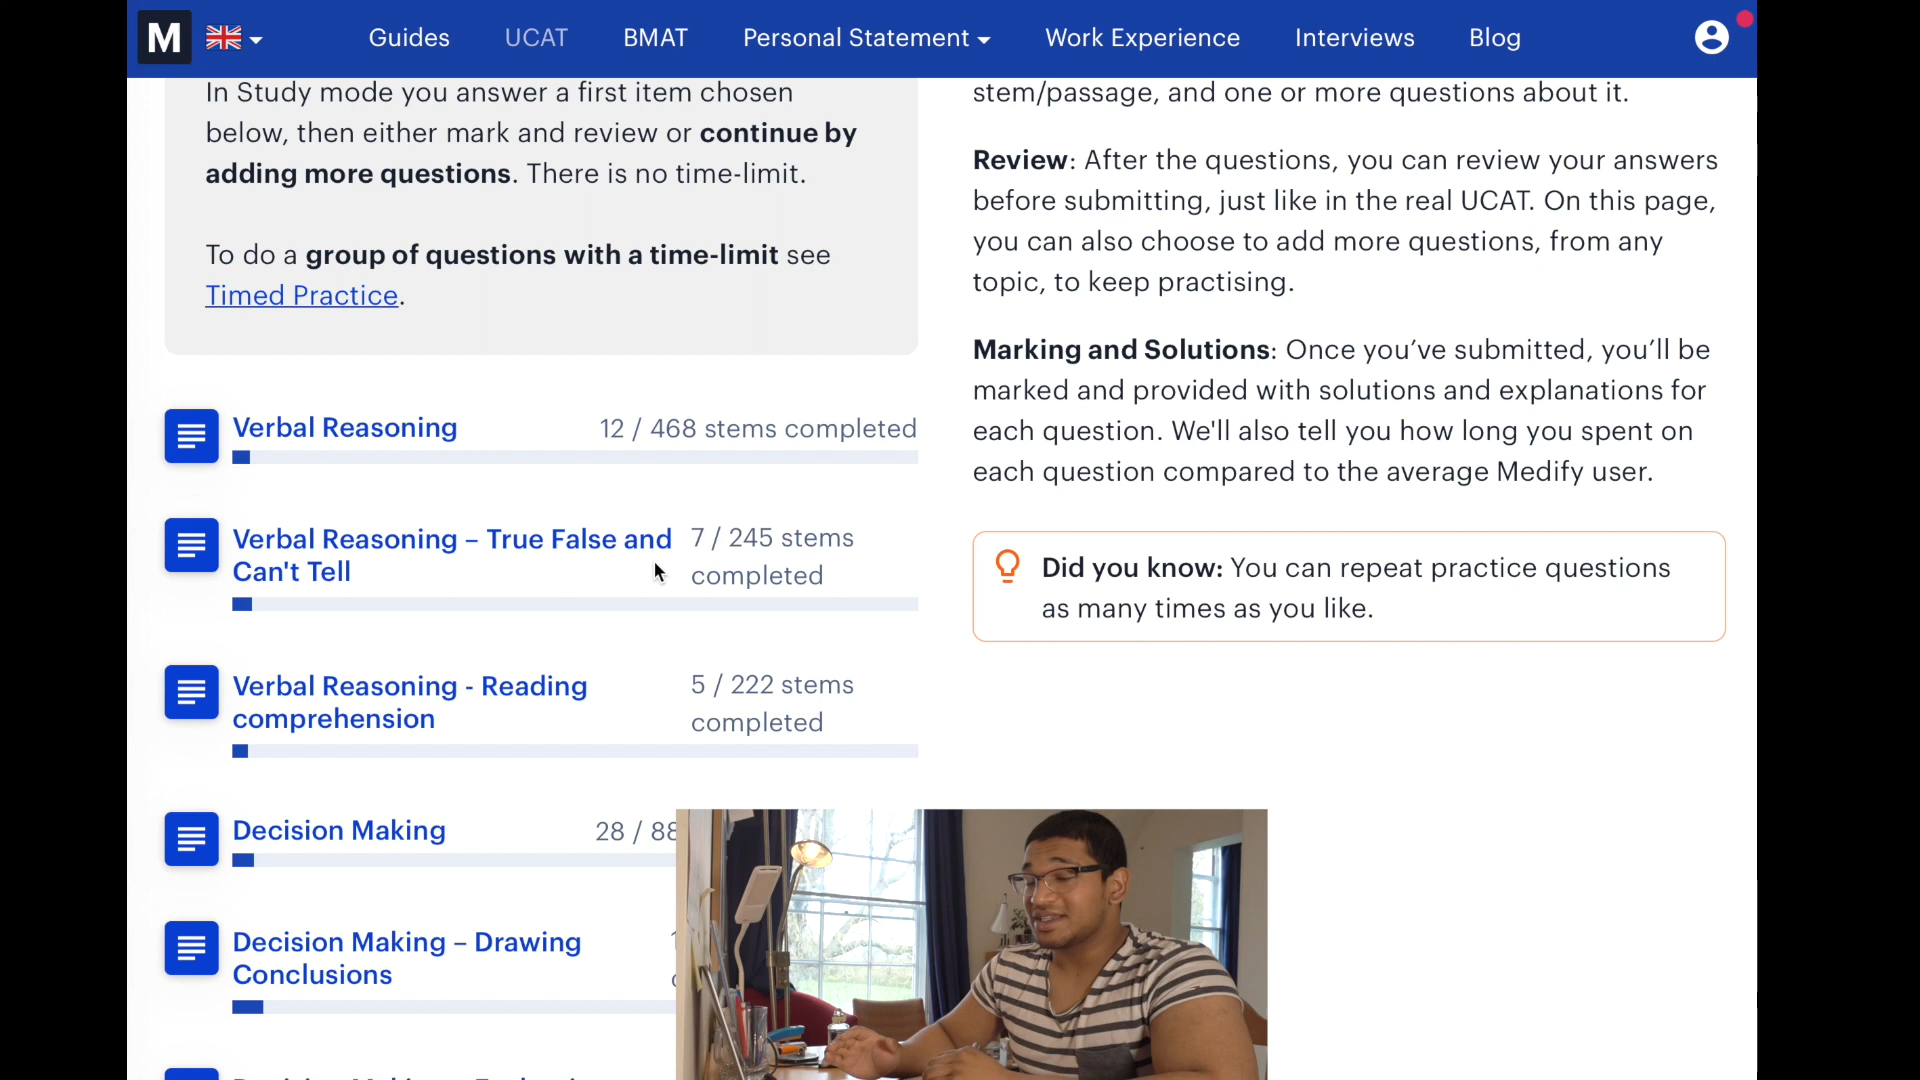 M
Guides
UCAT
BMAT
Personal Statement
Work Experience
Interviews
Blog
In Study mode you answer a first item chosen
below, then either mark and review or continue by
adding more questions. There is no time-limit.
To do a group of questions with a time-limit see
Timed Practice.
Verbal Reasoning
12 / 468 stems completed
Verbal Reasoning – True False and
Can't Tell
7 / 245 stems
completed
Verbal Reasoning - Reading
comprehension
5 / 222 stems
completed
Decision Making
28 / 88
Decision Making – Drawing
Conclusions
stem/passage, and one or more questions about it.
Review: After the questions, you can review your answers
before submitting, just like in the real UCAT. On this page,
you can also choose to add more questions, from any
topic, to keep practising.
Marking and Solutions: Once you’ve submitted, you’ll be
marked and provided with solutions and explanations for
each question. We'll also tell you how long you spent on
each question compared to the average Medify user.
Did you know: You can repeat practice questions
as many times as you like.